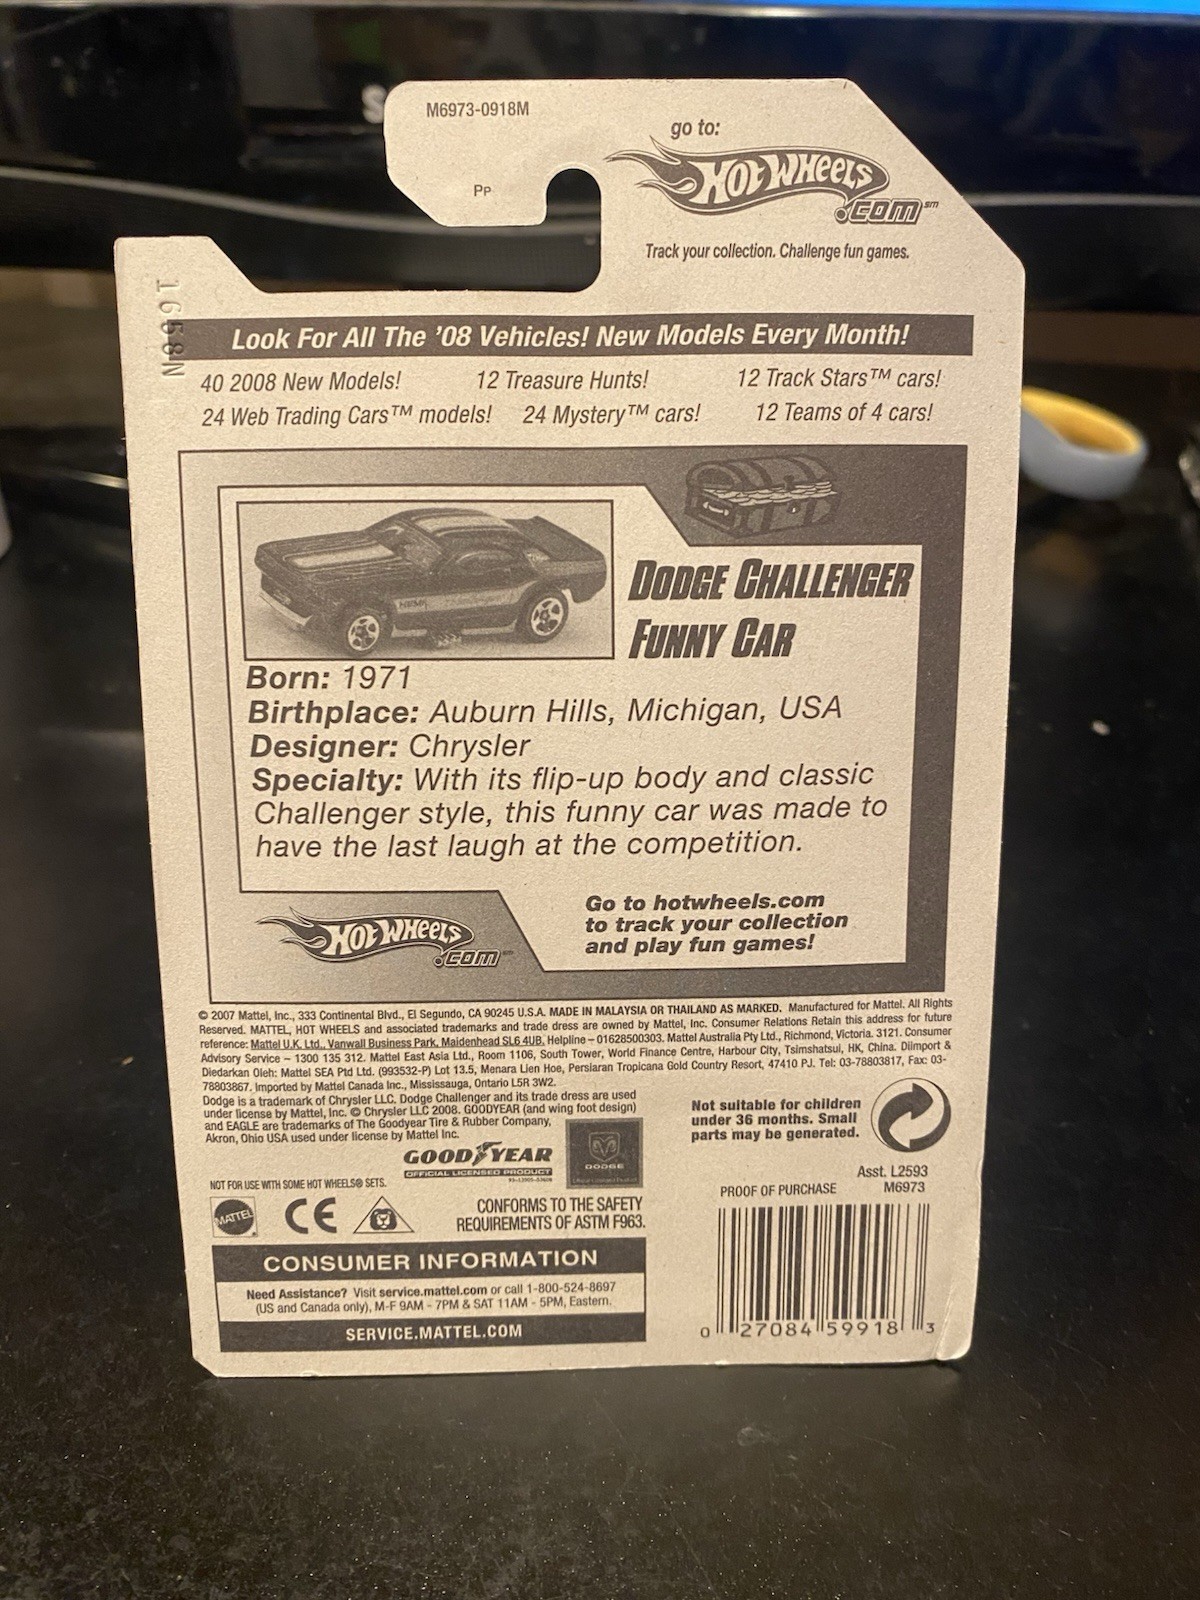 M6973-0918M
go to:
HOT WHEELS
.COM℠
PP
Track your collection. Challenge fun games.
1658N
Look For All The '08 Vehicles! New Models Every Month!
40 2008 New Models! 12 Treasure Hunts! 12 Track Stars™ cars!
24 Web Trading Cars™ models! 24 Mystery™ cars! 12 Teams of 4 cars!
DODGE CHALLENGER
FUNNY CAR
Born: 1971
Birthplace: Auburn Hills, Michigan, USA
Designer: Chrysler
Specialty: With its flip-up body and classic
Challenger style, this funny car was made to
have the last laugh at the competition.
HOT WHEELS
.COM
Go to hotwheels.com
to track your collection
and play fun games!
© 2007 Mattel, Inc., 333 Continental Blvd., El Segundo, CA 90245 U.S.A. MADE IN MALAYSIA OR THAILAND AS MARKED. Manufactured for Mattel. All Rights
Reserved. MATTEL, HOT WHEELS and associated trademarks and trade dress are owned by Mattel, Inc. Consumer Relations Retain this address for future
reference: Mattel U.K. Ltd., Vanwall Business Park, Maidenhead SL6 4UB. Helpline – 01628500303. Mattel Australia Pty Ltd., Richmond, Victoria. 3121. Consumer
Advisory Service – 1300 135 312. Mattel East Asia Ltd., Room 1106, South Tower, World Finance Centre, Harbour City, Tsimshatsui, HK, China. Diimport &
Diedarkan Oleh: Mattel SEA Ptd Ltd. (993532-P) Lot 13.5, Menara Lien Hoe, Persiaran Tropicana Gold Country Resort, 47410 PJ. Tel: 03-78803817, Fax: 03-
78803867. Imported by Mattel Canada Inc., Mississauga, Ontario L5R 3W2.
Dodge is a trademark of Chrysler LLC. Dodge Challenger and its trade dress are used
under license by Mattel, Inc. © Chrysler LLC 2008. GOODYEAR (and wing foot design)
and EAGLE are trademarks of The Goodyear Tire & Rubber Company,
Akron, Ohio USA used under license by Mattel Inc.
GOODYEAR
OFFICIAL LICENSED PRODUCT
DODGE
Not suitable for children
under 36 months. Small
parts may be generated.
Asst. L2593
M6973
PROOF OF PURCHASE
NOT FOR USE WITH SOME HOT WHEELS® SETS.
MATTEL
CE
CONFORMS TO THE SAFETY
REQUIREMENTS OF ASTM F963.
CONSUMER INFORMATION
Need Assistance? Visit service.mattel.com or call 1-800-524-8697
(US and Canada only), M-F 9AM - 7PM & SAT 11AM - 5PM, Eastern.
SERVICE.MATTEL.COM
0 27084 59918 3